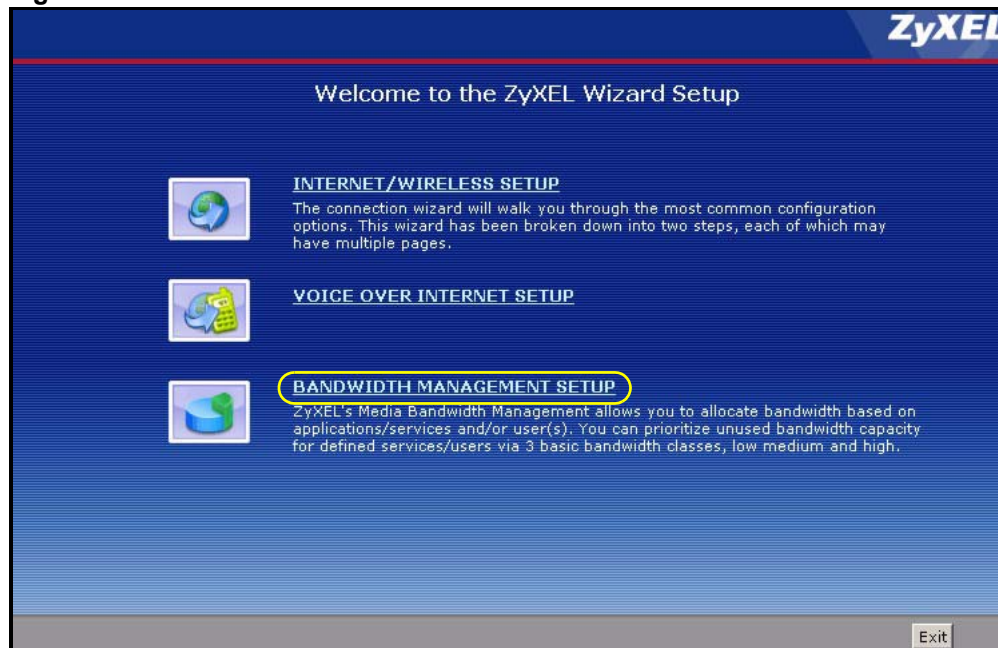 ZyXEL
Welcome to the ZyXEL Wizard Setup
INTERNET/WIRELESS SETUP
The connection wizard will walk you through the most common configuration
options. This wizard has been broken down into two steps, each of which may
have multiple pages.
VOICE OVER INTERNET SETUP
BANDWIDTH MANAGEMENT SETUP
ZyXEL's Media Bandwidth Management allows you to allocate bandwidth based on
applications/services and/or user(s). You can prioritize unused bandwidth capacity
for defined services/users via 3 basic bandwidth classes, low medium and high.
Exit